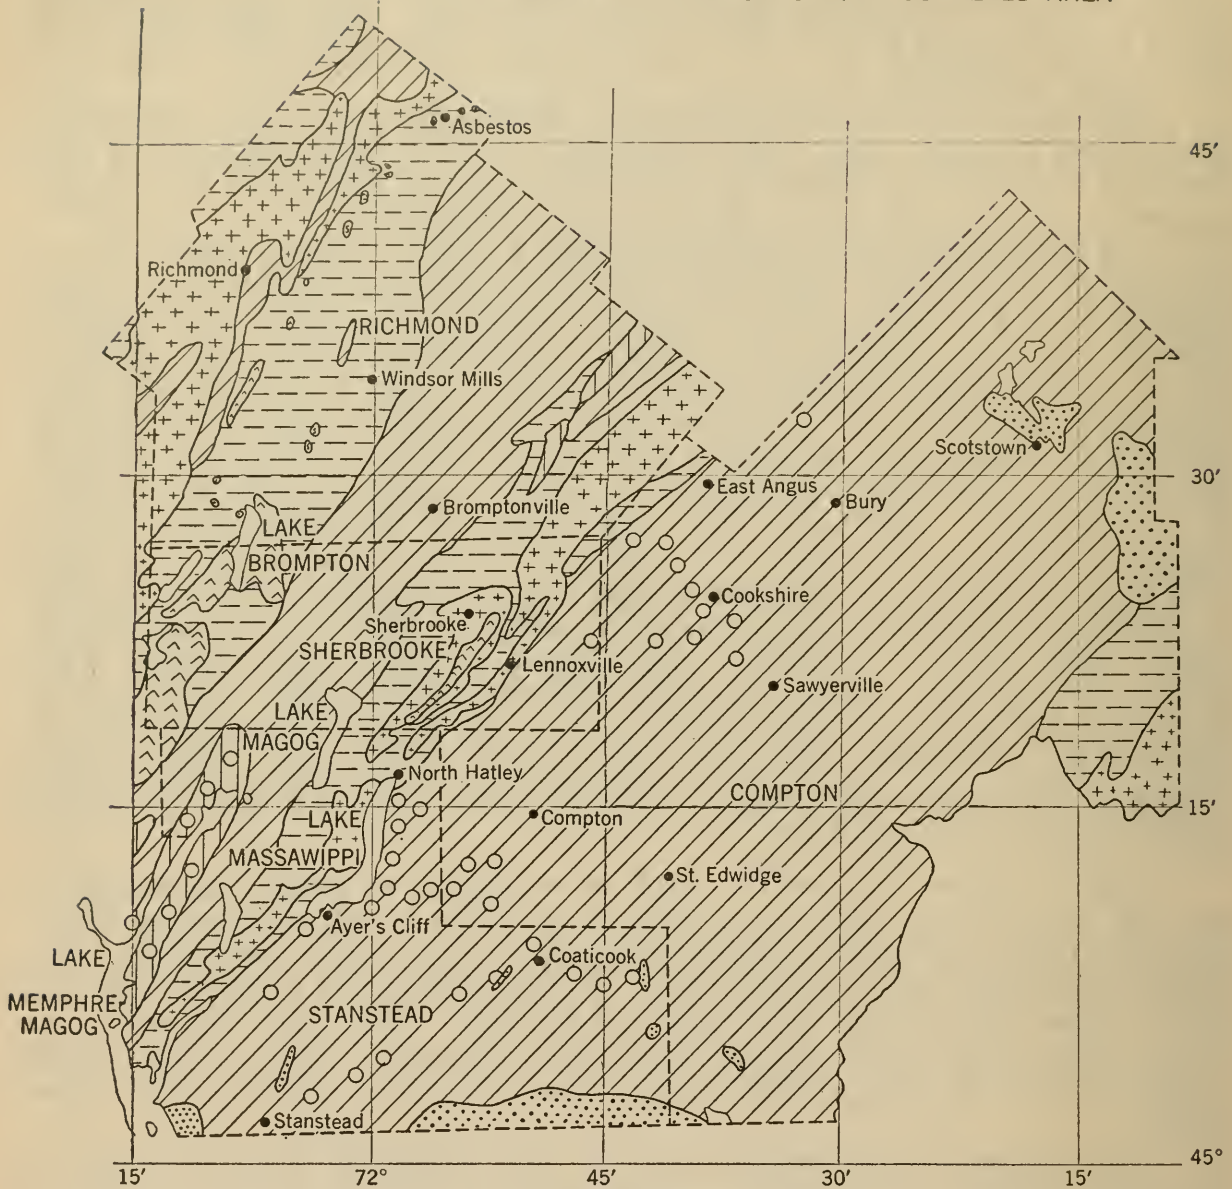 AREA
Asbestos
45′
Richmond
RICHMOND
Windsor Mills
Scotstown
30′
East Angus
Bury
Bromptonville
LAKE
BROMPTON
Cookshire
Sherbrooke
SHERBROOKE
Lennoxville
Sawyerville
LAKE
MAGOG
North Hatley
COMPTON
15′
LAKE
Compton
MASSAWIPPI
St. Edwidge
Ayer's Cliff
LAKE
Coaticook
MEMPHRE-
MAGOG
STANSTEAD
Stanstead
45°
15′ 72° 45′ 30′ 15′